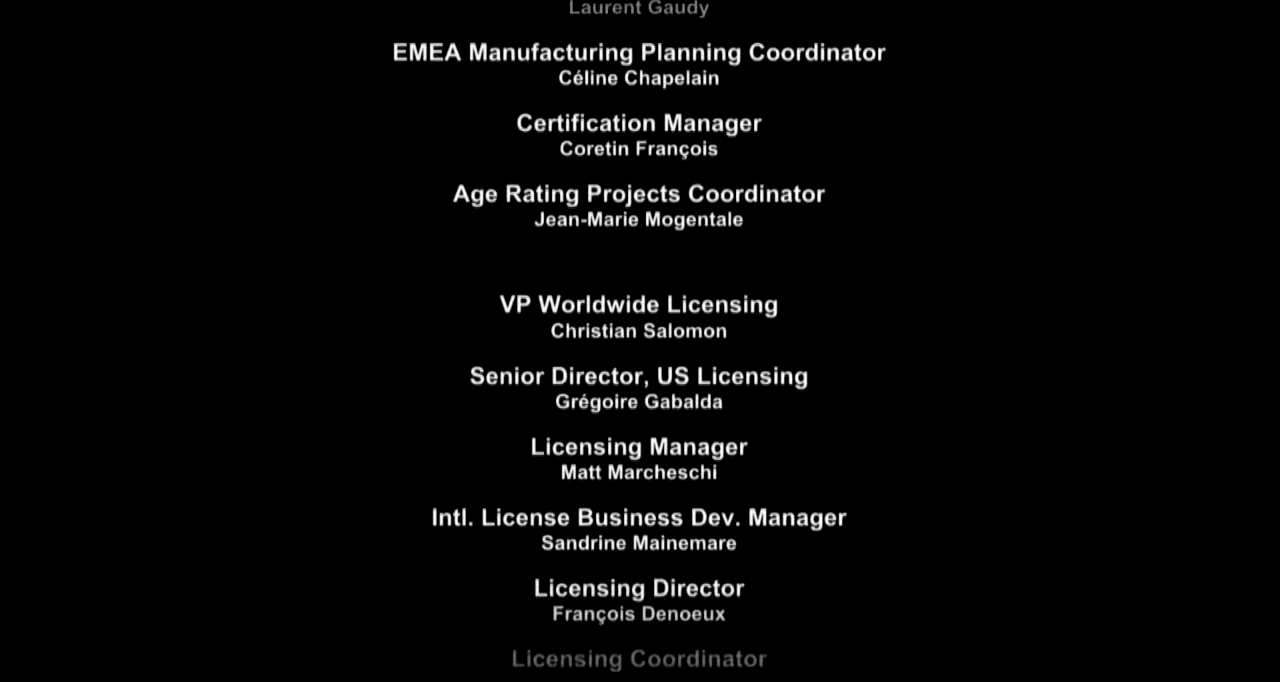 Laurent Gaudy
EMEA Manufacturing Planning Coordinator
Céline Chapelain
Certification Manager
Coretin François
Age Rating Projects Coordinator
Jean-Marie Mogentale
VP Worldwide Licensing
Christian Salomon
Senior Director, US Licensing
Grégoire Gabalda
Licensing Manager
Matt Marcheschi
Intl. License Business Dev. Manager
Sandrine Mainemare
Licensing Director
François Denoeux
Licensing Coordinator